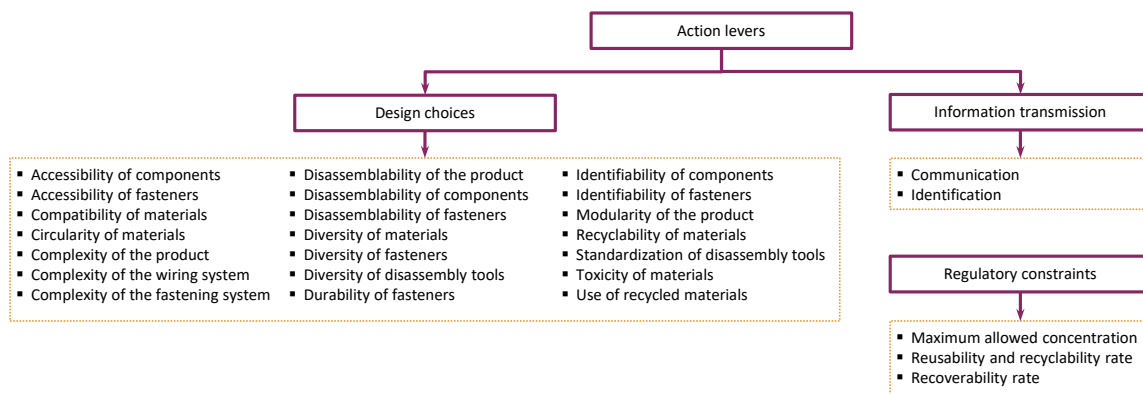 Action levers
Design choices
Information transmission
Accessibility of components
Accessibility of fasteners
Compatibility of materials
Circularity of materials
Complexity of the product
Complexity of the wiring system
Complexity of the fastening system
Disassemblability of the product
Disassemblability of components
Disassemblability of fasteners
Diversity of materials
Diversity of fasteners
Diversity of disassembly tools
Durability of fasteners
Identifiability of components
Identifiability of fasteners
Modularity of the product
Recyclability of materials
Standardization of disassembly tools
Toxicity of materials
Use of recycled materials
Communication
Identification
Regulatory constraints
Maximum allowed concentration
Reusability and recyclability rate
Recoverability rate